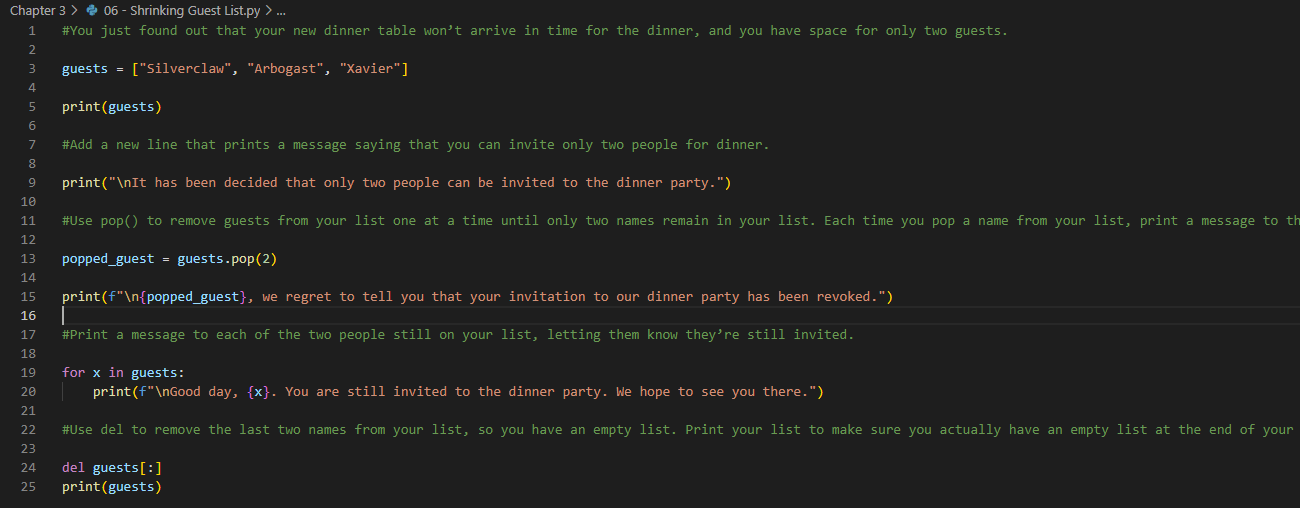 Chapter 3 > 06 - Shrinking Guest List.py > ...
1 #You just found out that your new dinner table won’t arrive in time for the dinner, and you have space for only two guests.
2
3 guests = ["Silverclaw", "Arbogast", "Xavier"]
4
5 print(guests)
6
7 #Add a new line that prints a message saying that you can invite only two people for dinner.
8
9 print("\nIt has been decided that only two people can be invited to the dinner party.")
10
11 #Use pop() to remove guests from your list one at a time until only two names remain in your list. Each time you pop a name from your list, print a message to th
12
13 popped_guest = guests.pop(2)
14
15 print(f"\n{popped_guest}, we regret to tell you that your invitation to our dinner party has been revoked.")
16
17 #Print a message to each of the two people still on your list, letting them know they’re still invited.
18
19 for x in guests:
20     print(f"\nGood day, {x}. You are still invited to the dinner party. We hope to see you there.")
21
22 #Use del to remove the last two names from your list, so you have an empty list. Print your list to make sure you actually have an empty list at the end of your
23
24 del guests[:]
25 print(guests)